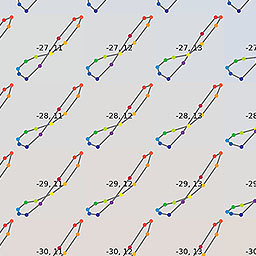 -27, 11 -27, 12 -27, 13
-28, 11 -28, 12 -28, 13
-29, 11 -29, 12 -29, 13
-30, 11 -30, 12 -30, 13